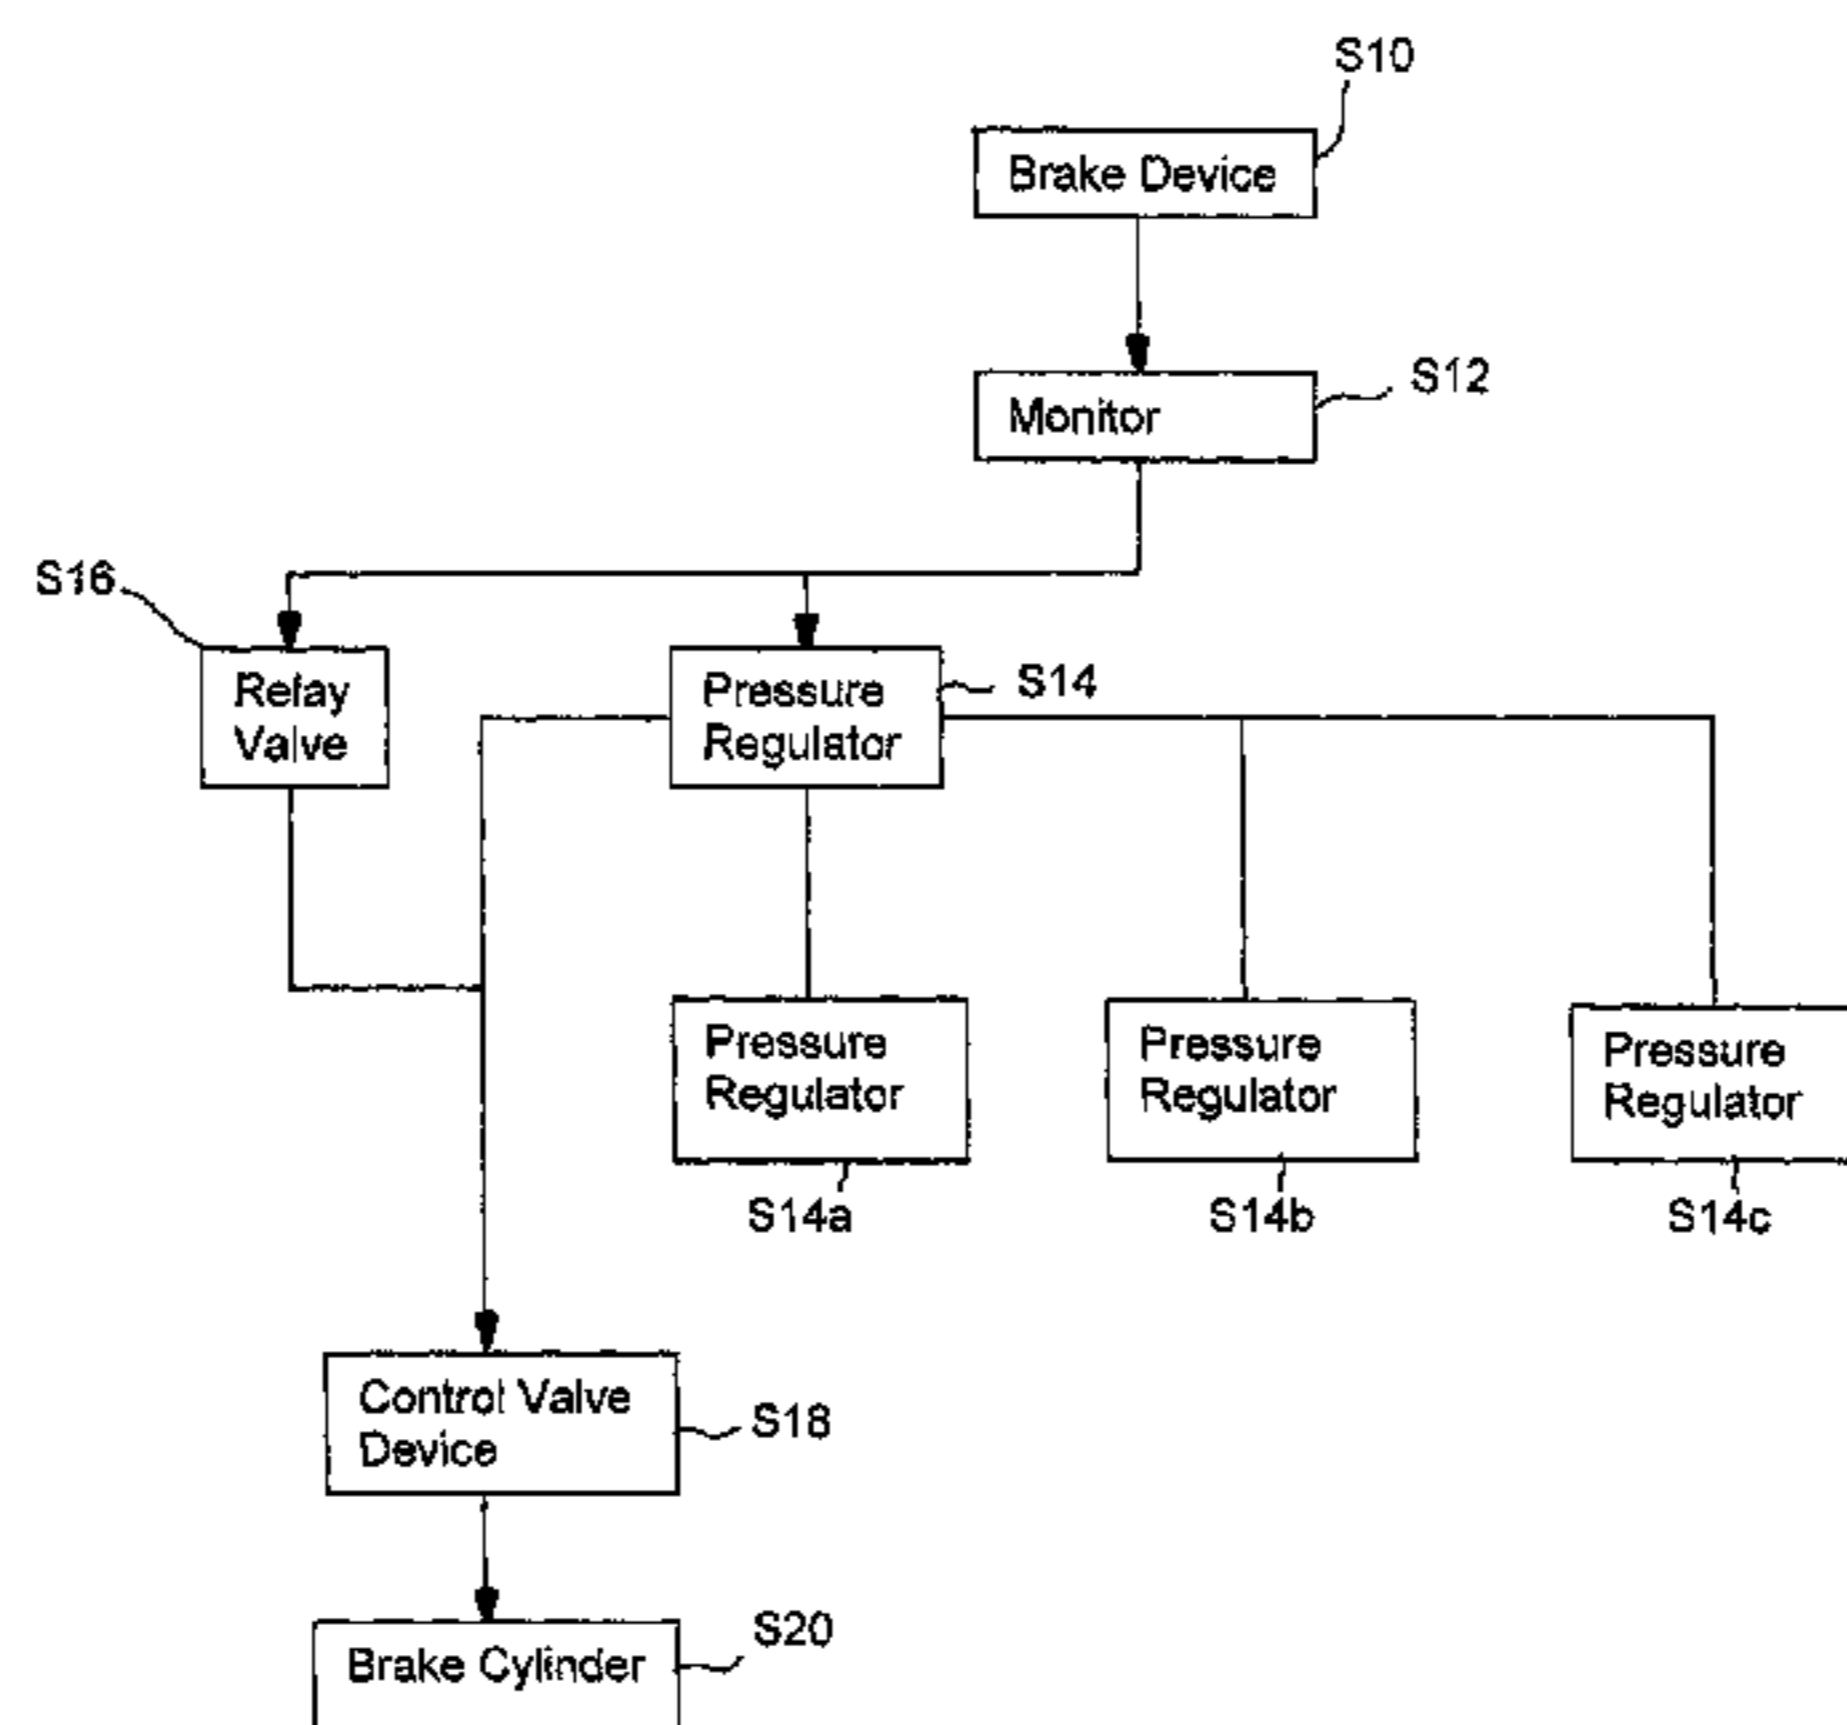 S10
Brake Device
S12
Monitor
S16
Relay
Valve
Pressure
Regulator
S14
Pressure
Regulator
S14a
Pressure
Regulator
S14b
Pressure
Regulator
S14c
Control Valve
Device
S18
Brake Cylinder
S20